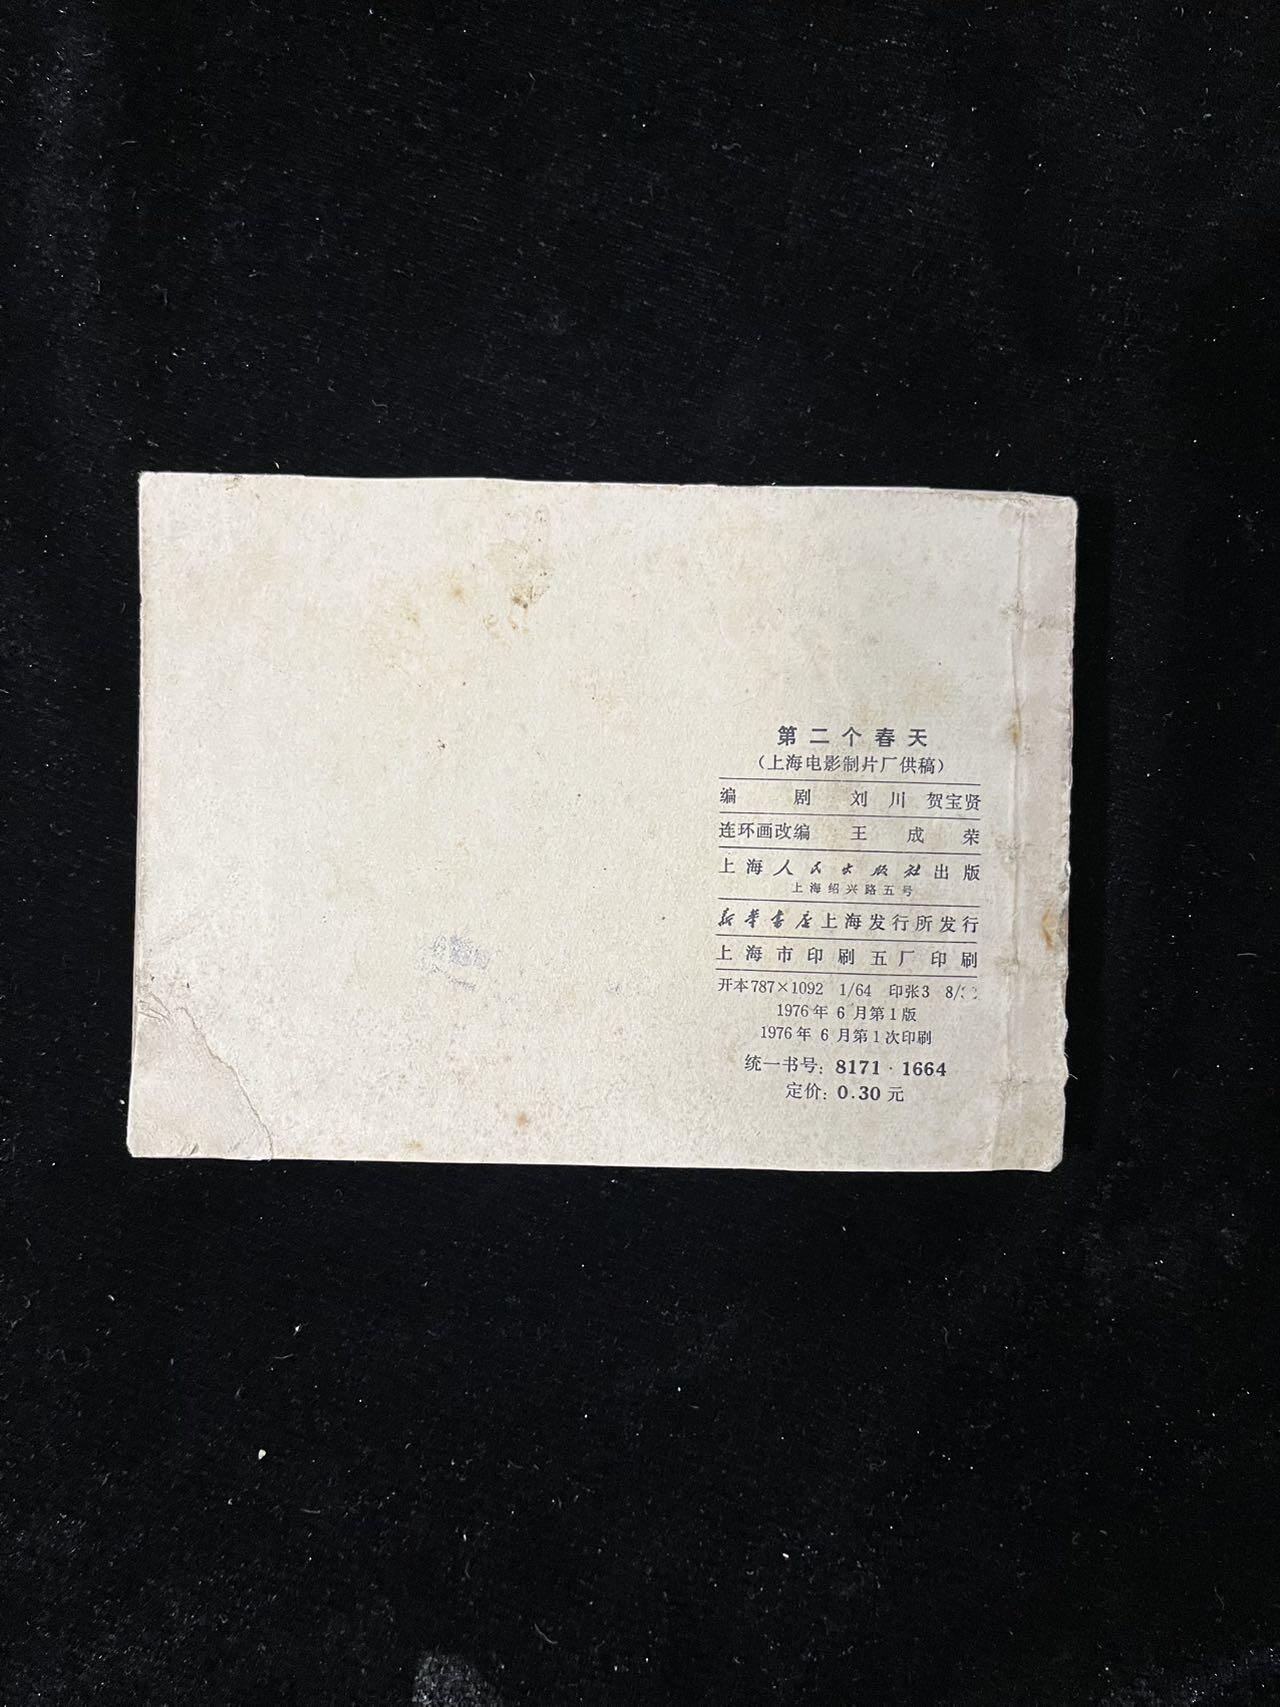 第二个春天
（上海电影制片厂供稿）
编剧 刘川 贺宝贤
连环画改编 王成荣
上海人民出版社出版
上海绍兴路五号
新华书店上海发行所发行
上海市印刷五厂印刷
开本787×1092 1/64 印张3 8/
1976年6月第1版
1976年6月第1次印刷
统一书号：8171·1664
定价：0.30元